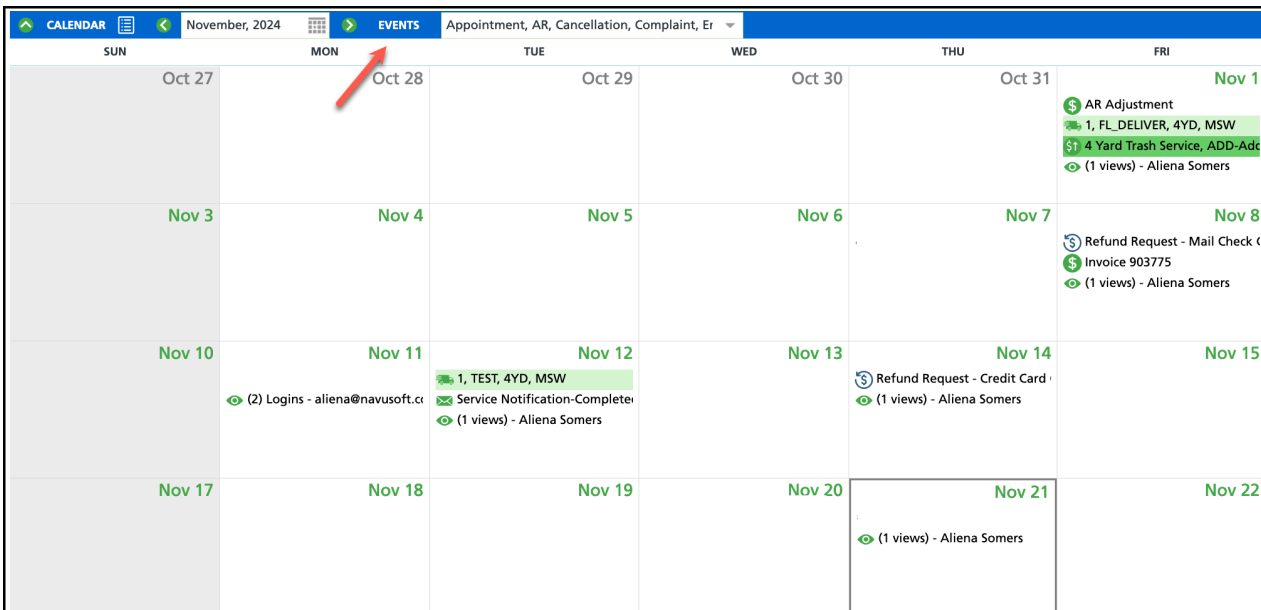 CALENDAR November, 2024 EVENTS Appointment, AR, Cancellation, Complaint, Er
SUN MON TUE WED THU FRI
Oct 27 Oct 28 Oct 29 Oct 30 Oct 31 Nov 1
$ AR Adjustment
1, FL_DELIVER, 4YD, MSW
$↑ 4 Yard Trash Service, ADD-Add
(1 views) - Aliena Somers
Nov 3 Nov 4 Nov 5 Nov 6 Nov 7 Nov 8
$ Refund Request - Mail Check
$ Invoice 903775
(1 views) - Aliena Somers
Nov 10 Nov 11 Nov 12 Nov 13 Nov 14 Nov 15
(2) Logins - aliena@navusoft.co
1, TEST, 4YD, MSW
Service Notification-Completed
(1 views) - Aliena Somers
$ Refund Request - Credit Card
(1 views) - Aliena Somers
Nov 17 Nov 18 Nov 19 Nov 20 Nov 21 Nov 22
(1 views) - Aliena Somers